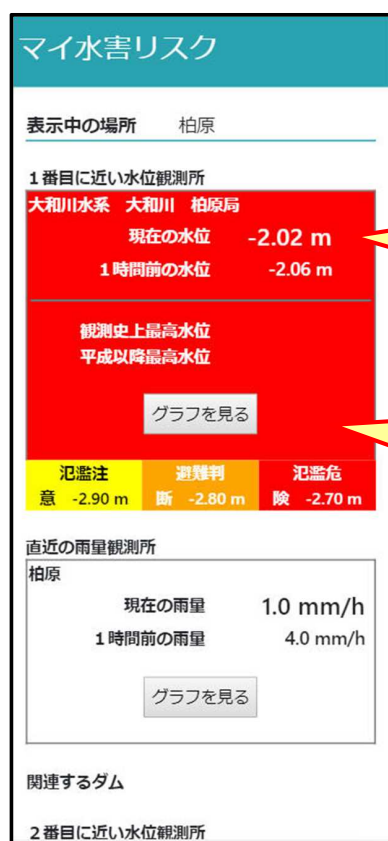 マイ水害リスク
表示中の場所 柏原
1番目に近い水位観測所
大和川水系 大和川 柏原局
現在の水位 -2.02 m
1時間前の水位 -2.06 m
観測史上最高水位
平成以降最高水位
グラフを見る
氾濫注 避難判 氾濫危
意 -2.90 m 断 -2.80 m 険 -2.70 m
直近の雨量観測所
柏原
現在の雨量 1.0 mm/h
1時間前の雨量 4.0 mm/h
グラフを見る
関連するダム
2番目に近い水位観測所